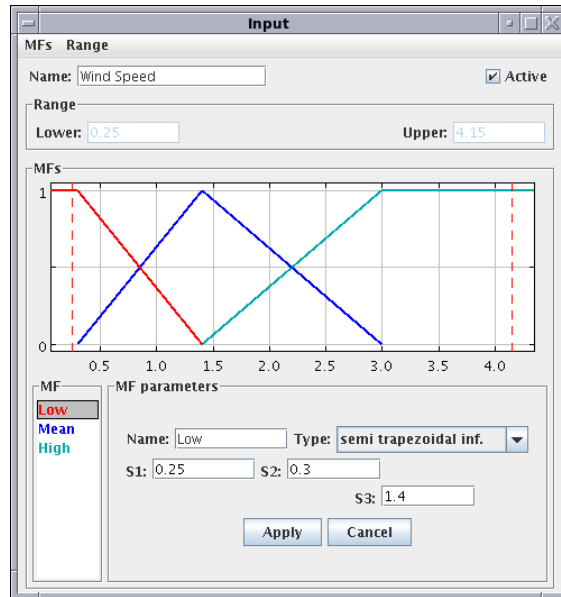 Input
MFs Range
Name: Wind Speed Active
Range
Lower: 0.25 Upper: 4.15
MFs
1
0
0.5 1.0 1.5 2.0 2.5 3.0 3.5 4.0
MF
Low
Mean
High
MF parameters
Name: Low Type: semi trapezoidal inf.
S1: 0.25 S2: 0.3
S3: 1.4
Apply Cancel